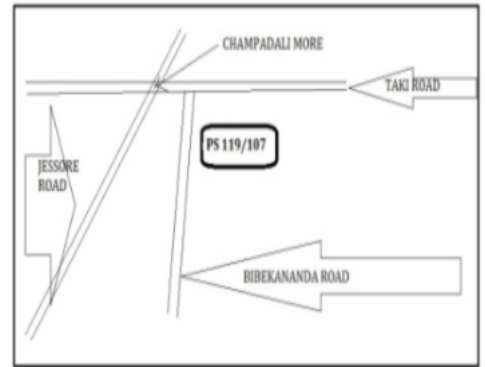 CHAMPADALI MORE
TAKI ROAD
PS 119/107
JESSORE
ROAD
BIBEKANANDA ROAD